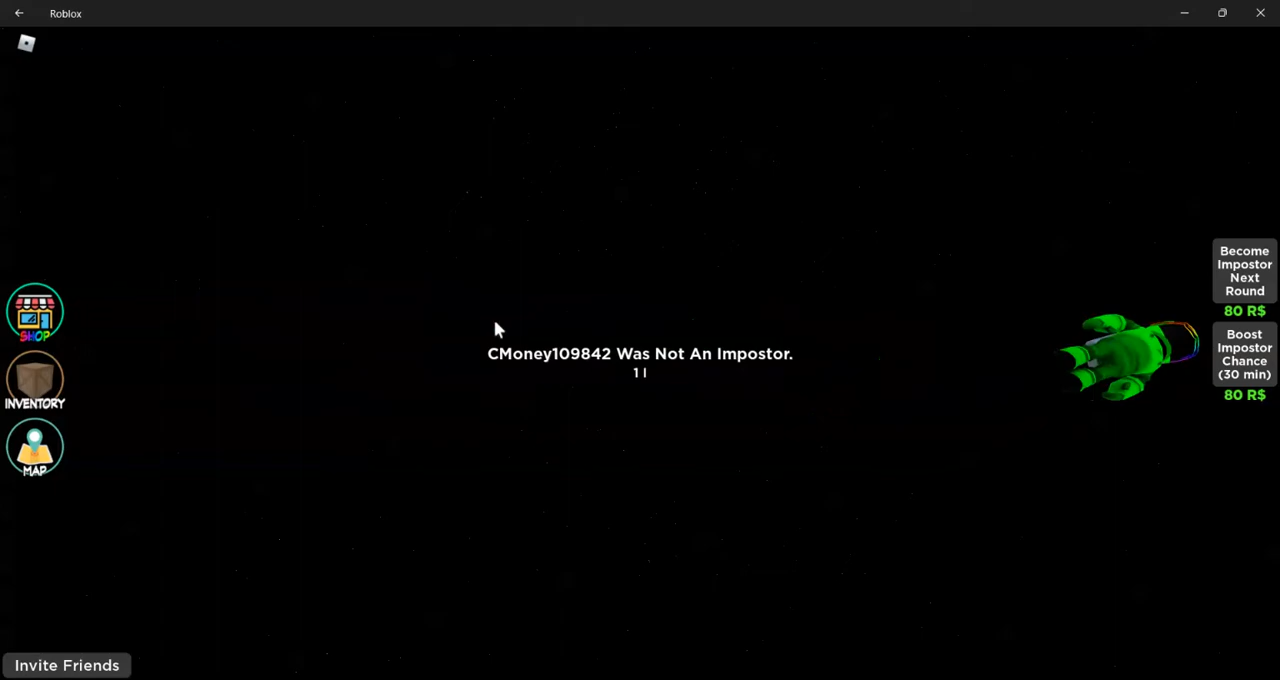 Roblox
SHOP
INVENTORY
MAP
CMoney109842 Was Not An Impostor.
1 I
Become
Impostor
Next
Round
80 R$
Boost
Impostor
Chance
(30 min)
80 R$
Invite Friends